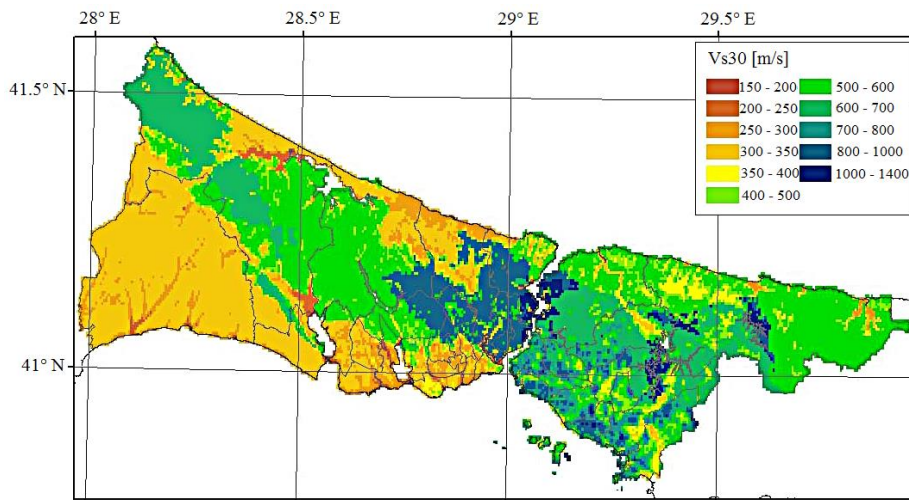 28° E 28.5° E 29° E 29.5° E
41.5° N
41° N
Vs30 [m/s]
150 - 200 500 - 600
200 - 250 600 - 700
250 - 300 700 - 800
300 - 350 800 - 1000
350 - 400 1000 - 1400
400 - 500